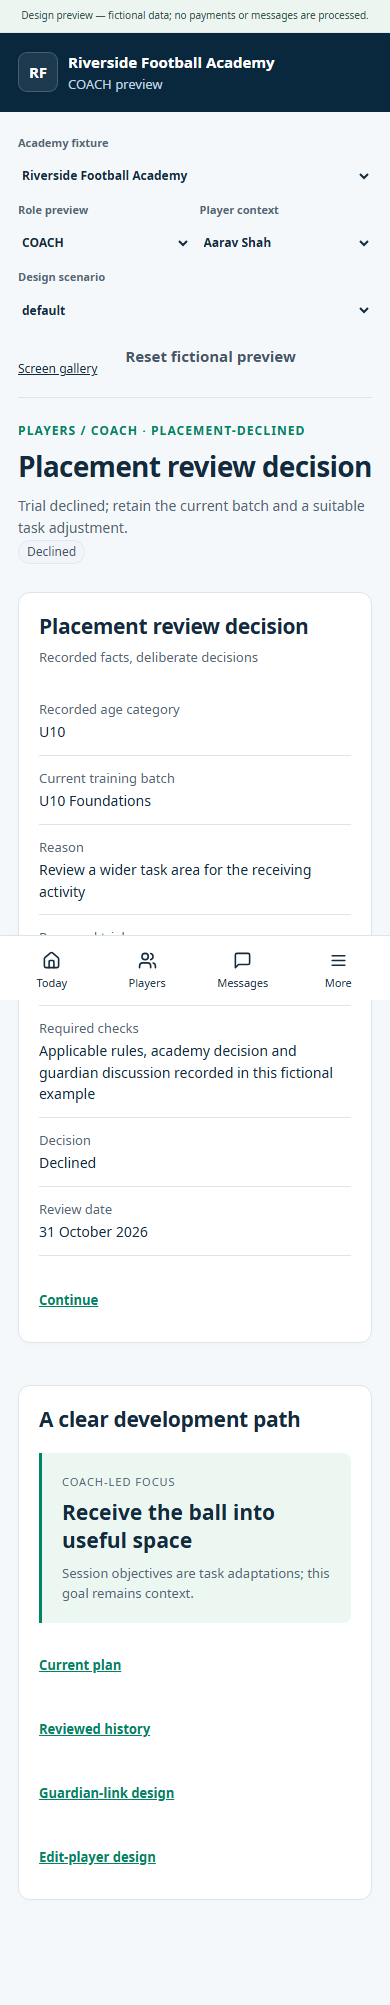 Design preview — fictional data; no payments or messages are processed.
RF
Riverside Football Academy
COACH preview
Academy fixture
Riverside Football Academy
Role preview
Player context
COACH
Aarav Shah
Design scenario
default
Screen gallery
Reset fictional preview
PLAYERS / COACH · PLACEMENT-DECLINED
Placement review decision
Trial declined; retain the current batch and a suitable
task adjustment.
Declined
Placement review decision
Recorded facts, deliberate decisions
Recorded age category
U10
Current training batch
U10 Foundations
Reason
Review a wider task area for the receiving
activity
Today
Players
Messages
More
Required checks
Applicable rules, academy decision and
guardian discussion recorded in this fictional
example
Decision
Declined
Review date
31 October 2026
Continue
A clear development path
COACH-LED FOCUS
Receive the ball into
useful space
Session objectives are task adaptations; this
goal remains context.
Current plan
Reviewed history
Guardian-link design
Edit-player design